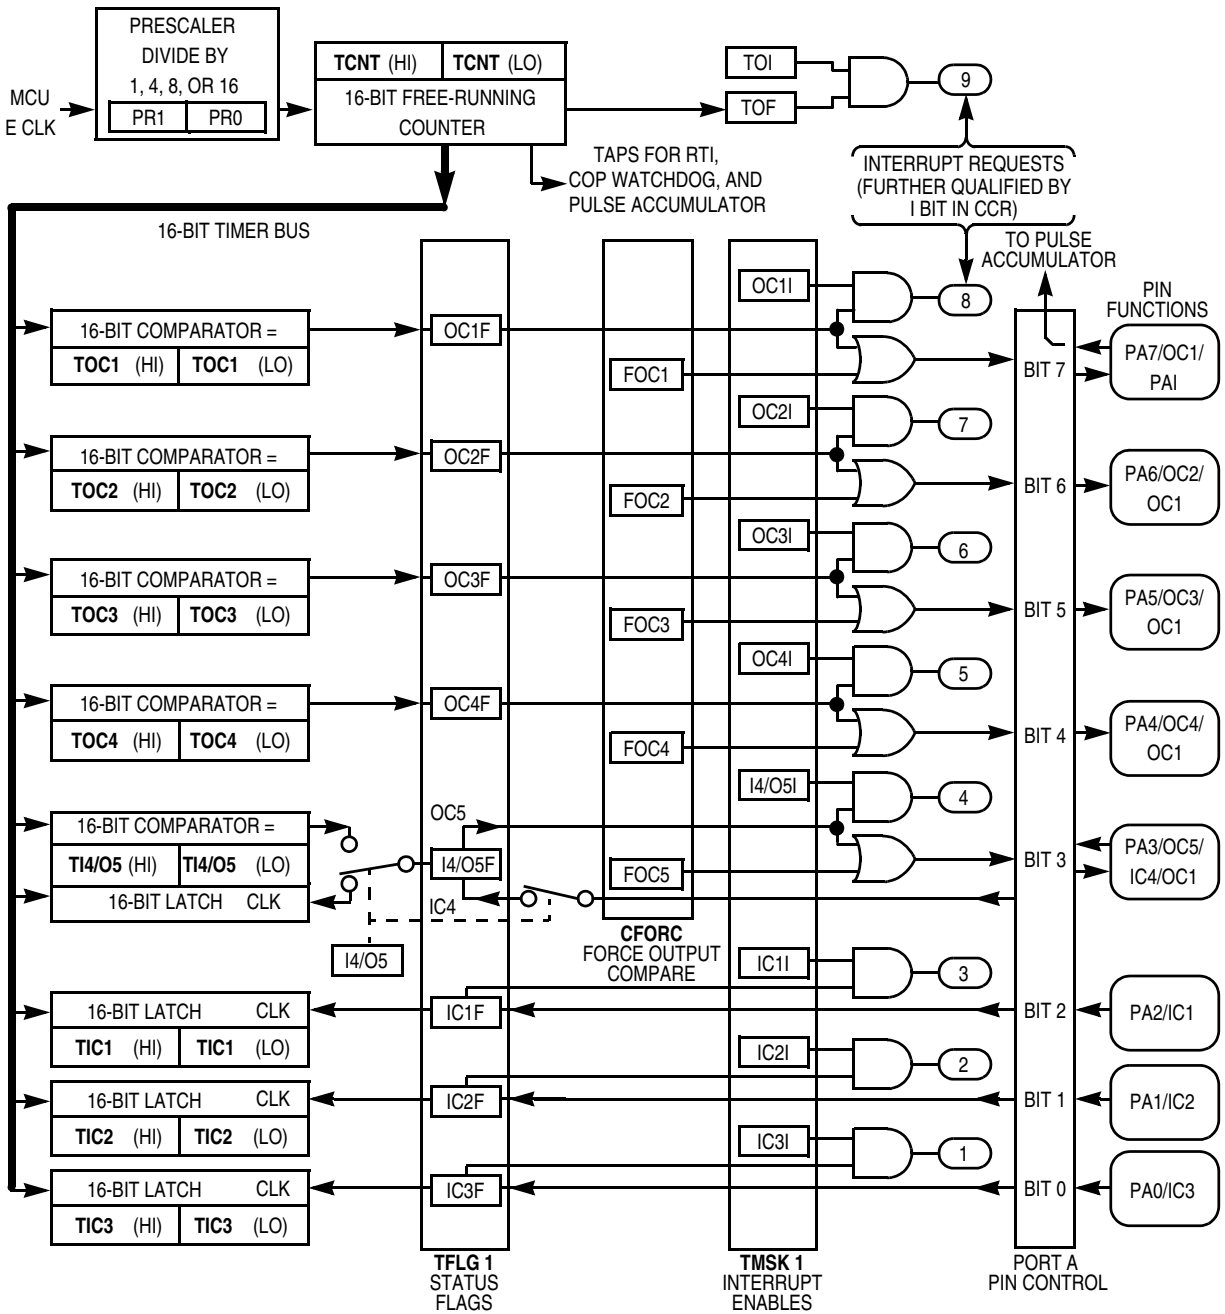 PRESCALER
DIVIDE BY
1, 4, 8, OR 16
PR1 PR0
MCU
E CLK
TCNT (HI) TCNT (LO)
16-BIT FREE-RUNNING
COUNTER
TOI
TOF
9
TAPS FOR RTI,
COP WATCHDOG, AND
PULSE ACCUMULATOR
INTERRUPT REQUESTS
(FURTHER QUALIFIED BY
I BIT IN CCR)
16-BIT TIMER BUS
TO PULSE
ACCUMULATOR
PIN
FUNCTIONS
OC1I
8
16-BIT COMPARATOR =
TOC1 (HI) TOC1 (LO)
OC1F
FOC1
BIT 7
PA7/OC1/
PAI
OC2I
7
16-BIT COMPARATOR =
TOC2 (HI) TOC2 (LO)
OC2F
FOC2
BIT 6
PA6/OC2/
OC1
OC3I
6
16-BIT COMPARATOR =
TOC3 (HI) TOC3 (LO)
OC3F
FOC3
BIT 5
PA5/OC3/
OC1
OC4I
5
16-BIT COMPARATOR =
TOC4 (HI) TOC4 (LO)
OC4F
FOC4
BIT 4
PA4/OC4/
OC1
I4/O5I
4
16-BIT COMPARATOR =
TI4/O5 (HI) TI4/O5 (LO)
16-BIT LATCH CLK
OC5
I4/O5F
IC4
FOC5
BIT 3
PA3/OC5/
IC4/OC1
I4/O5
CFORC
FORCE OUTPUT
COMPARE
IC1I
3
16-BIT LATCH CLK
TIC1 (HI) TIC1 (LO)
IC1F
BIT 2
PA2/IC1
IC2I
2
16-BIT LATCH CLK
TIC2 (HI) TIC2 (LO)
IC2F
BIT 1
PA1/IC2
IC3I
1
16-BIT LATCH CLK
TIC3 (HI) TIC3 (LO)
IC3F
BIT 0
PA0/IC3
TFLG 1
STATUS
FLAGS
TMSK 1
INTERRUPT
ENABLES
PORT A
PIN CONTROL